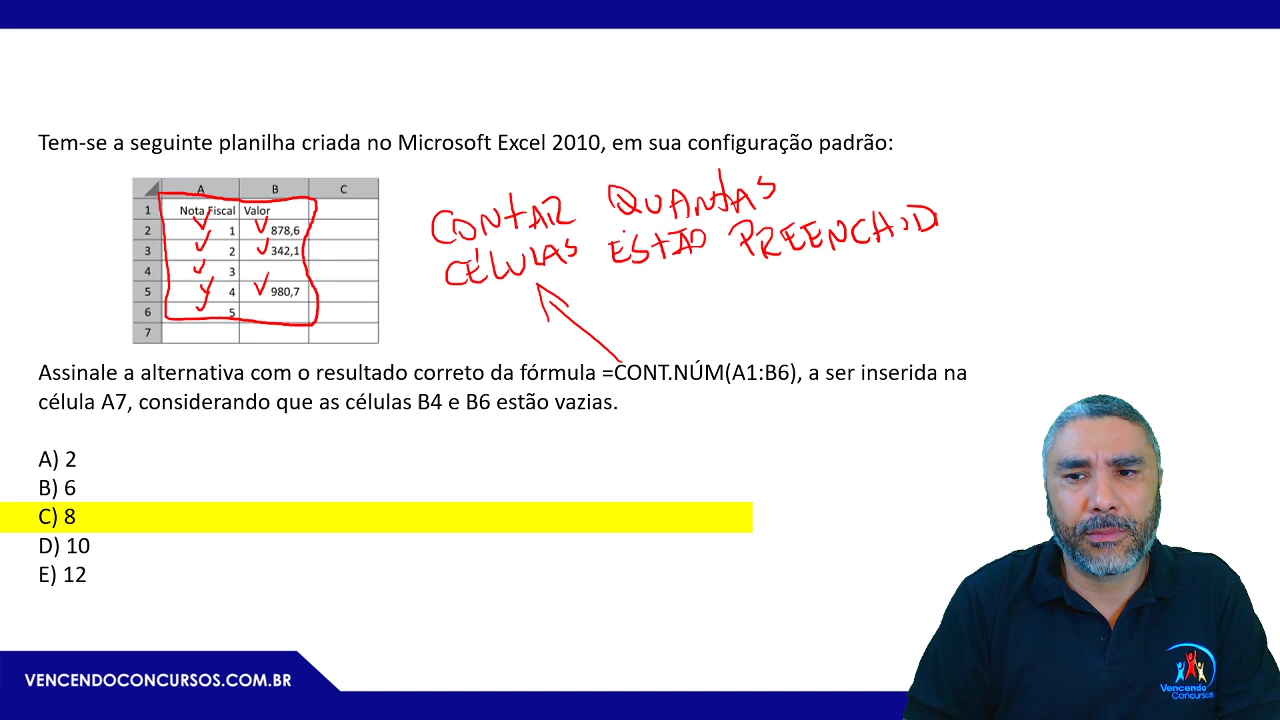 Tem-se a seguinte planilha criada no Microsoft Excel 2010, em sua configuração padrão:
A B C
1 Nota Fiscal Valor
2 1 878,6
3 2 342,1
4 3
5 4 980,7
6 5
7
CONTAR QUANTAS
CÉLULAS ESTÃO PREENCHID
Assinale a alternativa com o resultado correto da fórmula =CONT.NÚM(A1:B6), a ser inserida na
célula A7, considerando que as células B4 e B6 estão vazias.
A) 2
B) 6
C) 8
D) 10
E) 12
VENCENDOCONCURSOS.COM.BR
Vencendo
Concursos